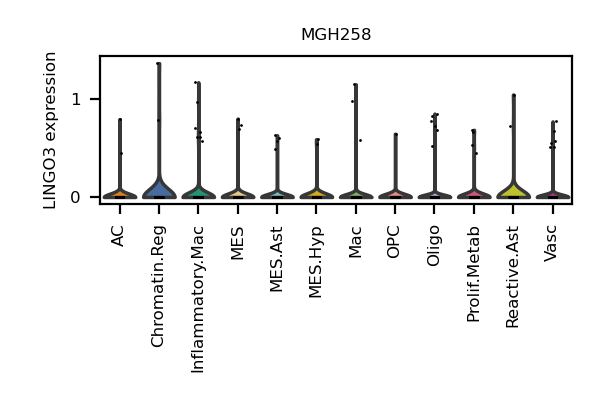 MGH258
LINGO3 expression
1
0
AC
Chromatin.Reg
Inflammatory.Mac
MES
MES.Ast
MES.Hyp
Mac
OPC
Oligo
Prolif.Metab
Reactive.Ast
Vasc